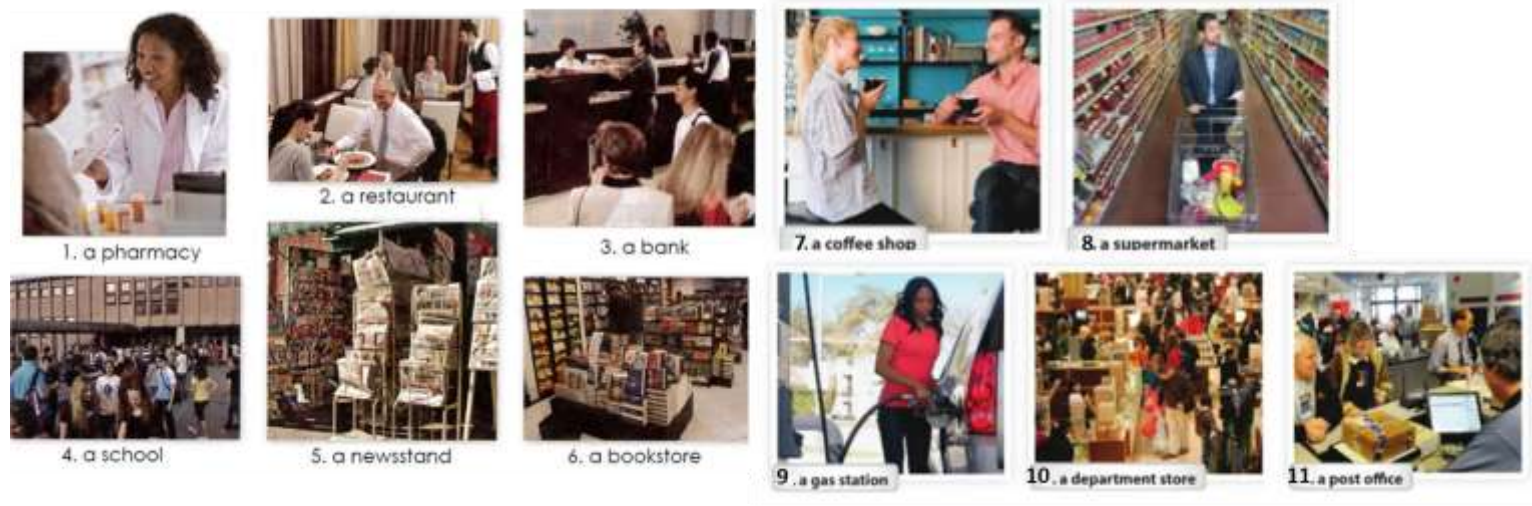 1. a pharmacy
2. a restaurant
3. a bank
4. a school
5. a newsstand
6. a bookstore
7. a coffee shop
8. a supermarket
9. a gas station
10. a department store
11. a post office